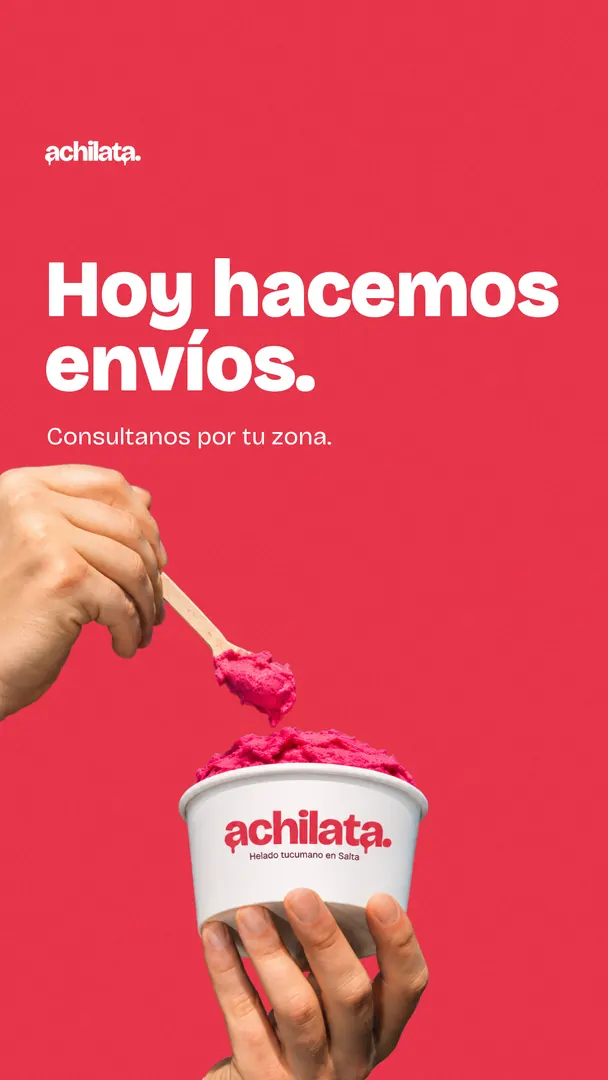 achilata.
Hoy hacemos
envíos.
Consultanos por tu zona.
achilata.
Helado tucumano en Salta